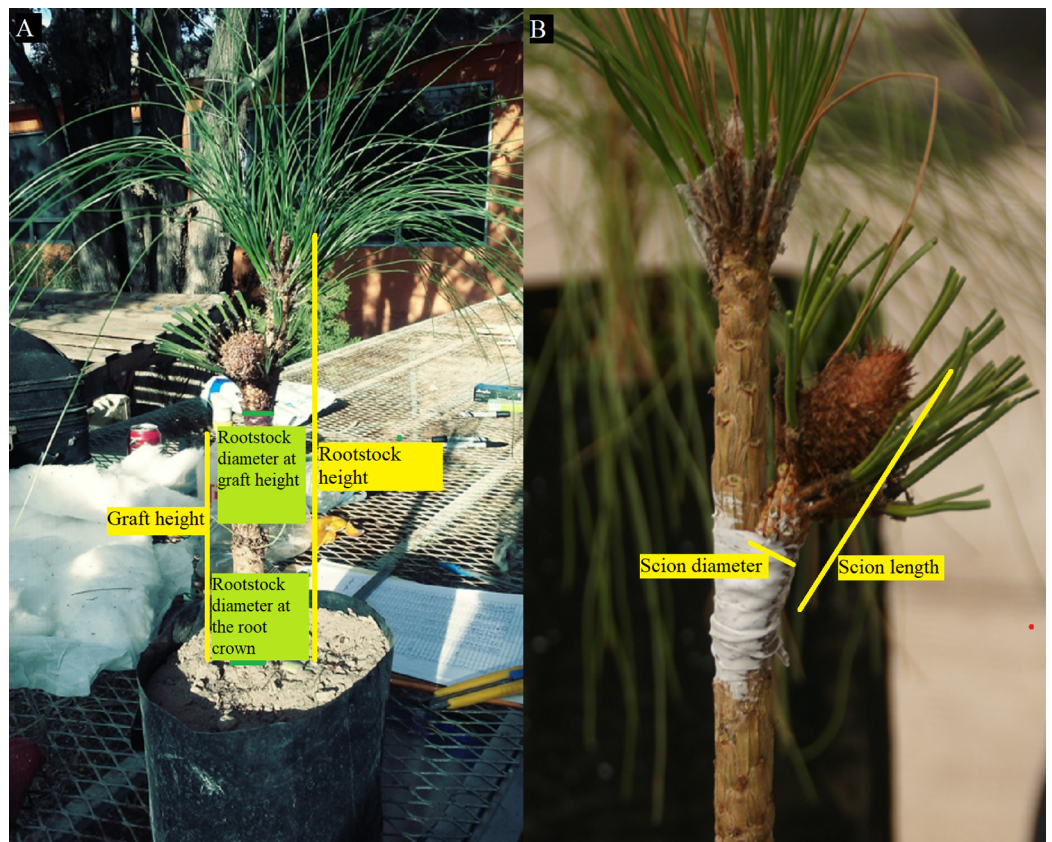 A
B
Rootstock
diameter at
graft height
Rootstock
height
Graft height
Rootstock
diameter at
the root
crown
Scion diameter
Scion length